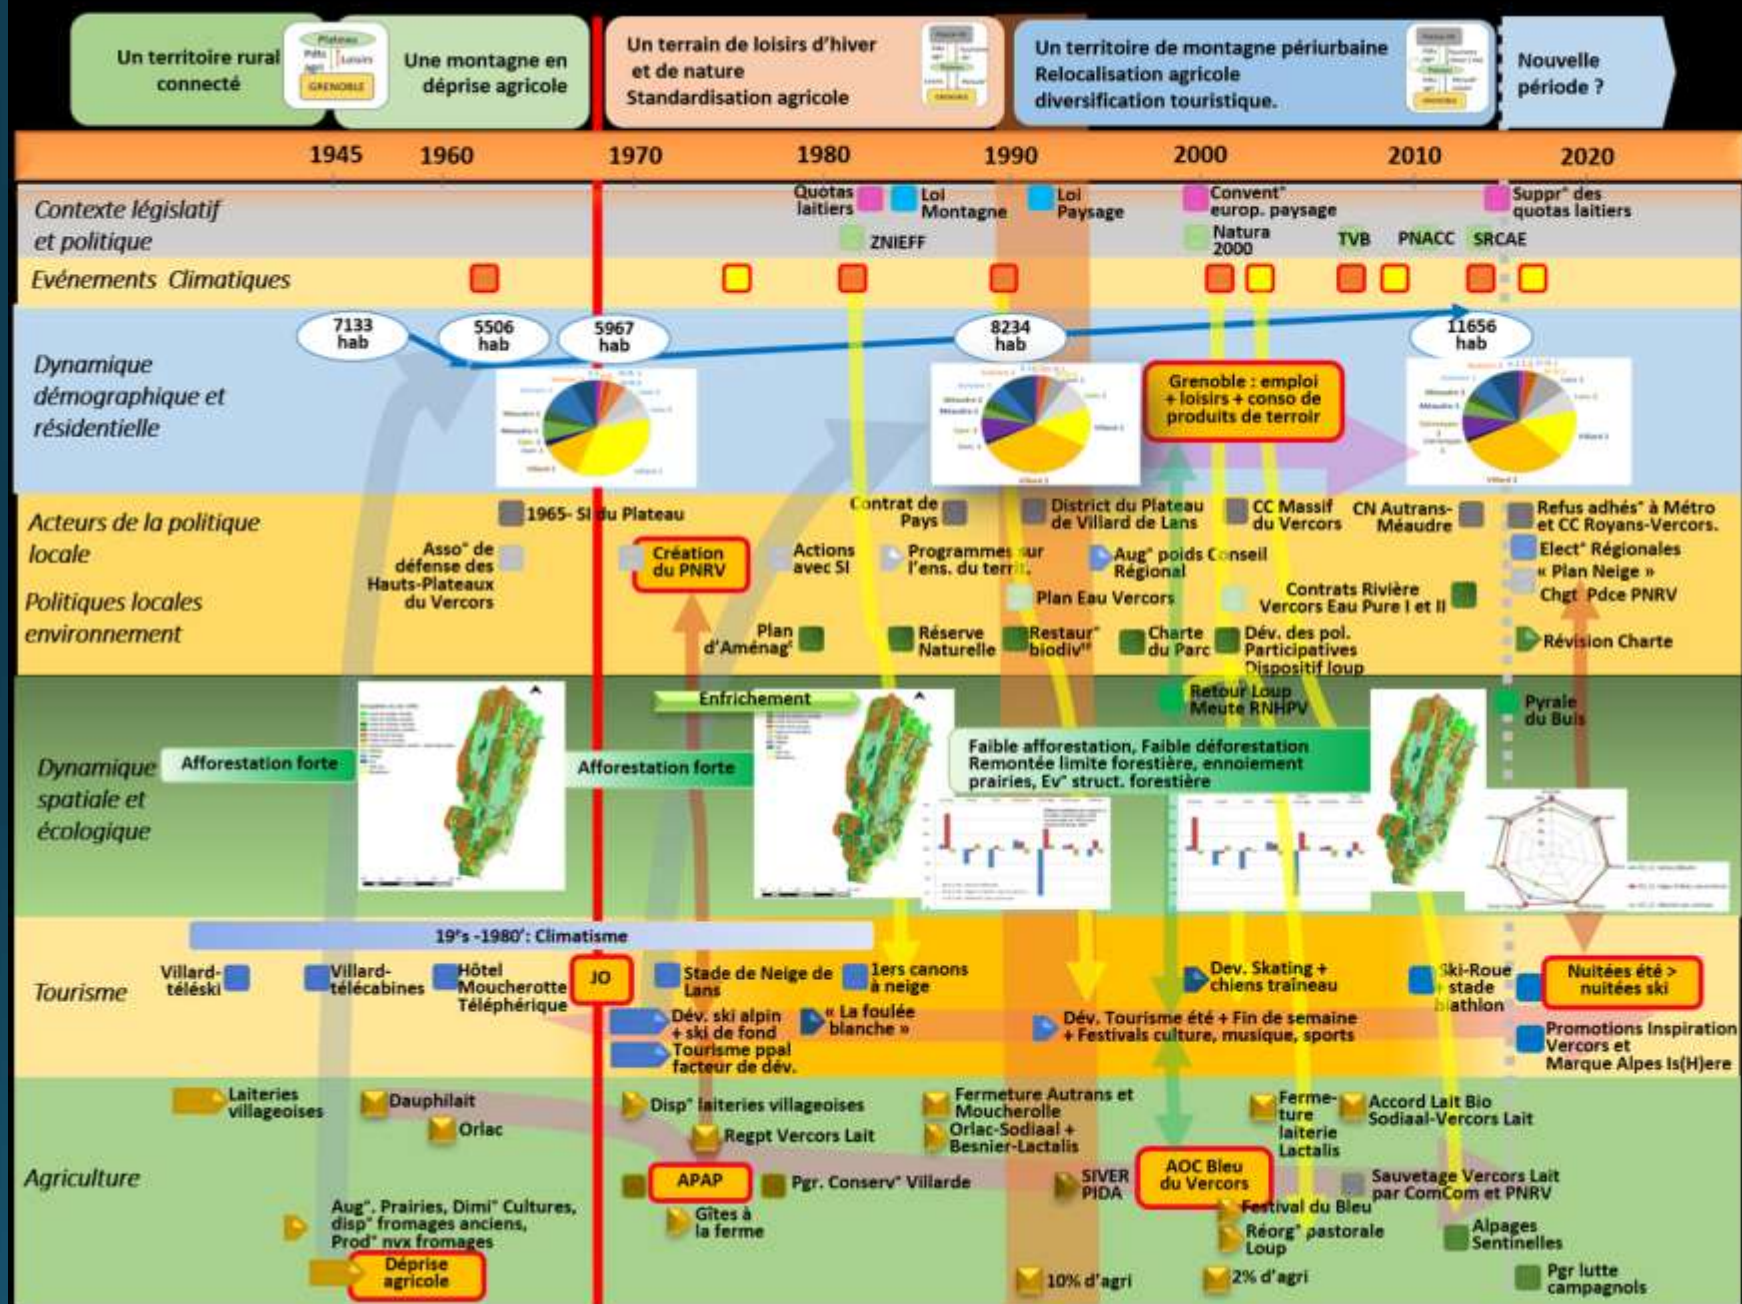 Un territoire rural
connecté
Plateau
Loisirs
GRENOBLE
Une montagne en
déprise agricole
Un terrain de loisirs d'hiver
et de nature
Standardisation agricole
Un territoire de montagne périurbaine
Relocalisation agricole
diversification touristique.
Nouvelle
période ?
1945 1960 1970 1980 1990 2000 2010 2020
Contexte législatif
et politique
Quotas
laitiers
Loi
Montagne
Loi
Paysage
Convent°
europ. paysage
Suppr° des
quotas laitiers
ZNIEFF
Natura
2000
TVB PNACC SRCAE
Evénements Climatiques
Dynamique
démographique et
résidentielle
7133
hab
5506
hab
5967
hab
8234
hab
11656
hab
Grenoble : emploi
+ loisirs + conso de
produits de terroir
Acteurs de la politique
locale
1965- SI du Plateau
Contrat de
Pays
District du Plateau
de Villard de Lans
CC Massif
du Vercors
CN Autrans-
Méaudre
Refus adhés° à Métro
et CC Royans-Vercors.
Asso° de
défense des
Hauts-Plateaux
du Vercors
Création
du PNRV
Actions
avec SI
Programmes sur
l'ens. du territ.
Aug° poids Conseil
Régional
Elect° Régionales
« Plan Neige »
Chgt Pdce PNRV
Politiques locales
environnement
Plan Eau Vercors
Contrats Rivière
Vercors Eau Pure I et II
Plan
d'Aménagt
Réserve
Naturelle
Restaur°
biodivté
Charte
du Parc
Dév. des pol.
Participatives
Dispositif loup
Révision Charte
Dynamique
spatiale et
écologique
Afforestation forte
Afforestation forte
Enfrichement
Retour Loup
Meute RNHPV
Pyrale
du Buis
Faible afforestation, Faible déforestation
Remontée limite forestière, ennoiement
prairies, Ev° struct. forestière
Tourisme
19es -1980': Climatisme
Villard-
téléski
Villard-
télécabines
Hôtel
Moucherotte
Téléphérique
JO
Stade de Neige de
Lans
1ers canons
à neige
Dev. Skating +
chiens traîneau
Ski-Roue
+ stade
biathlon
Nuitées été >
nuitées ski
Dév. ski alpin
+ ski de fond
Tourisme ppal
facteur de dév.
« La foulée
blanche »
Dév. Tourisme été + Fin de semaine
+ Festivals culture, musique, sports
Promotions Inspiration
Vercors et
Marque Alpes Is(H)ere
Agriculture
Laiteries
villageoises
Dauphilait
Orlac
Disp° laiteries villageoises
Regpt Vercors Lait
Fermeture Autrans et
Moucherolle
Orlac-Sodiaal +
Besnier-Lactalis
Ferme-
ture
laiterie
Lactalis
Accord Lait Bio
Sodiaal-Vercors Lait
APAP
Pgr. Conserv° Villarde
Gîtes à
la ferme
SIVER
PIDA
AOC Bleu
du Vercors
Sauvetage Vercors Lait
par ComCom et PNRV
Aug°. Prairies, Dimi° Cultures,
disp° fromages anciens,
Prod° nvx fromages
Déprise
agricole
Festival du Bleu
Réorg° pastorale
Loup
Alpages
Sentinelles
10% d'agri
2% d'agri
Pgr lutte
campagnols